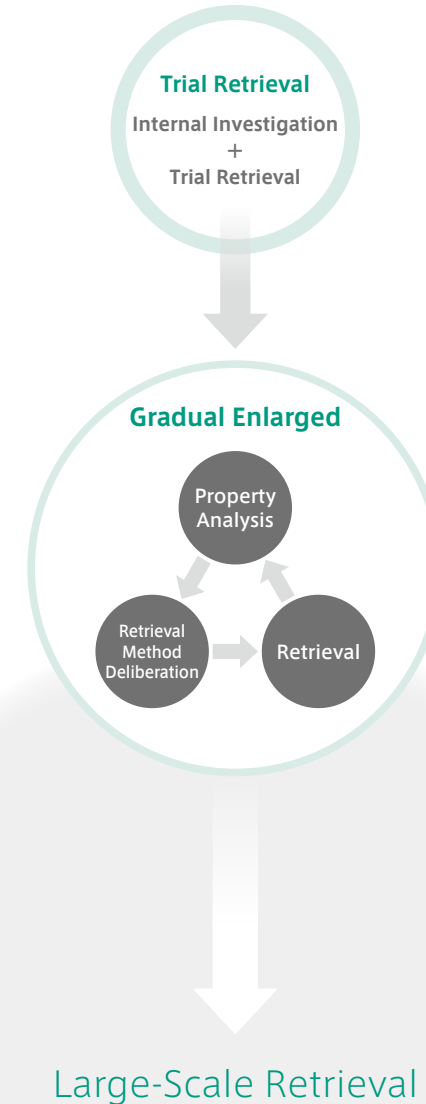 Trial Retrieval
Internal Investigation
+
Trial Retrieval
Gradual Enlarged
Property
Analysis
Retrieval
Method
Deliberation
Retrieval
Large-Scale Retrieval